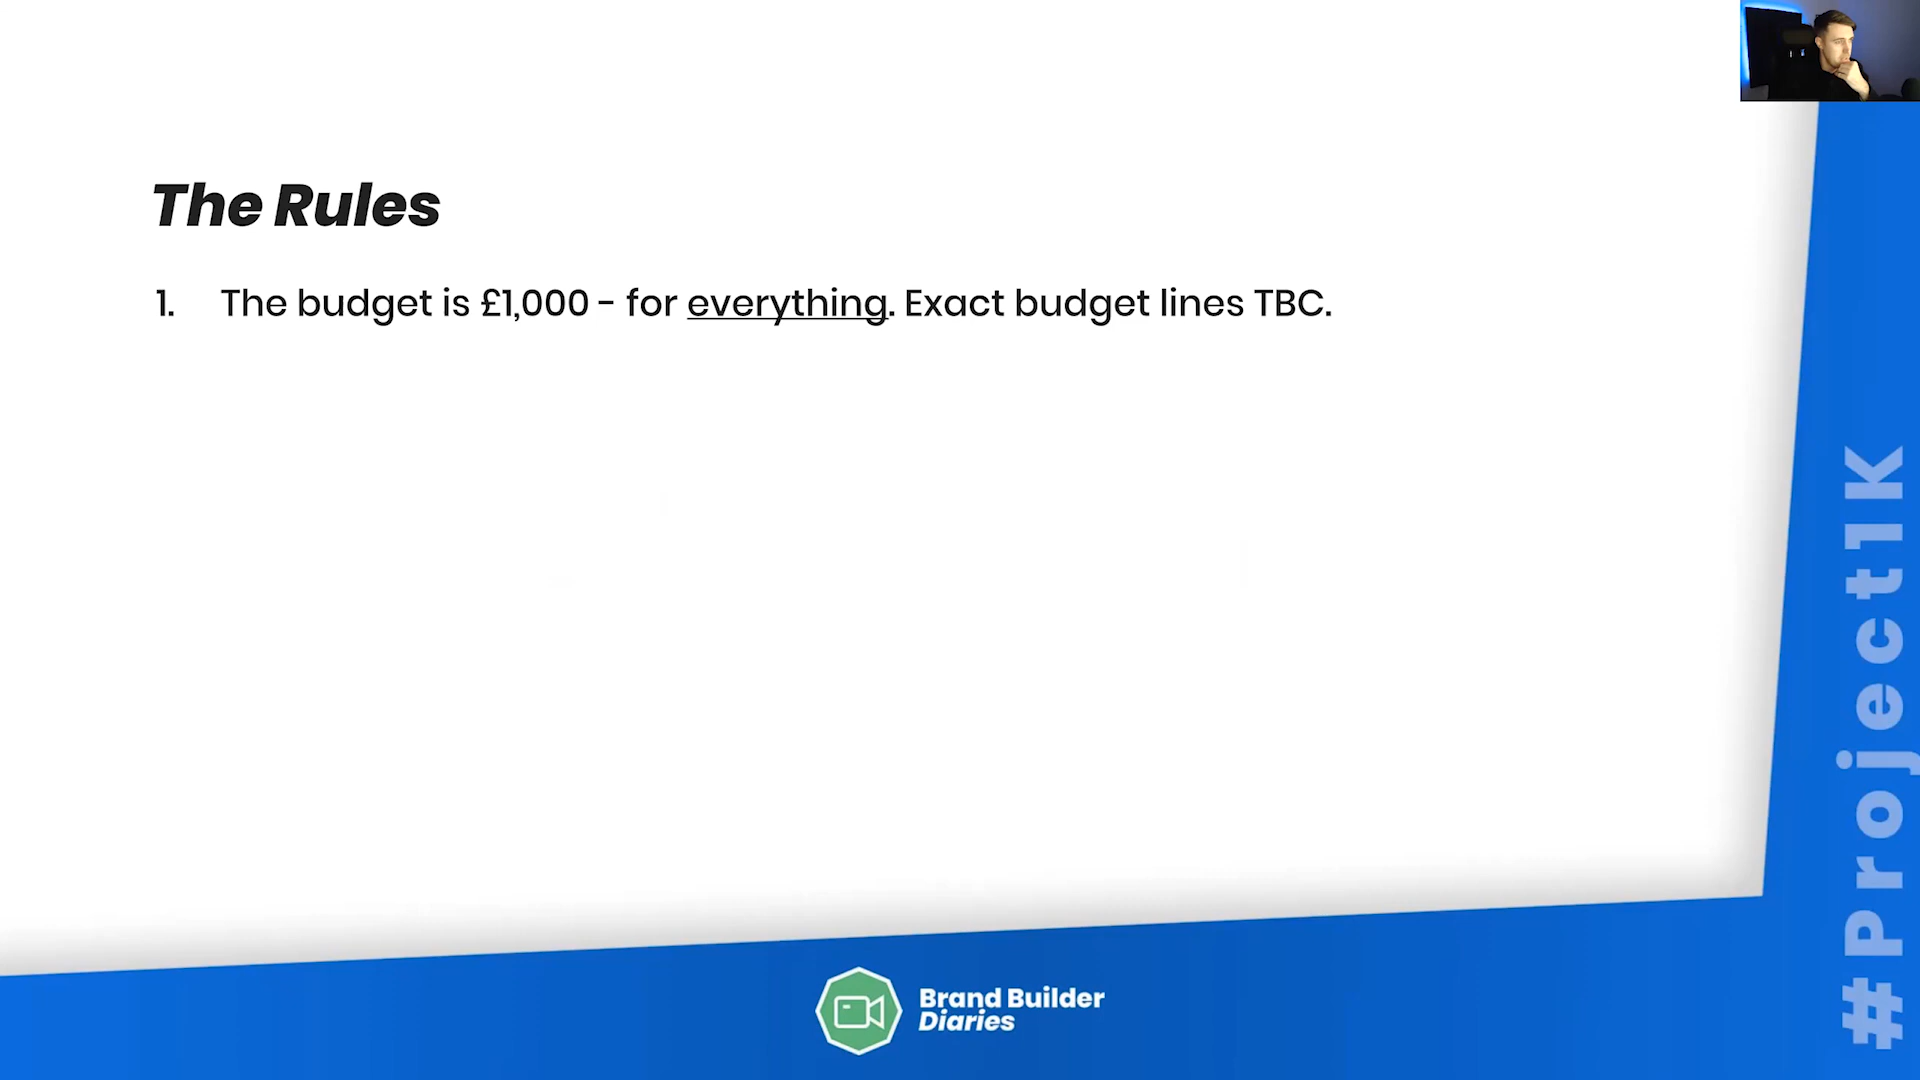 The Rules
1. The budget is £1,000 - for everything. Exact budget lines TBC.
#Project1K
Brand Builder
Diaries